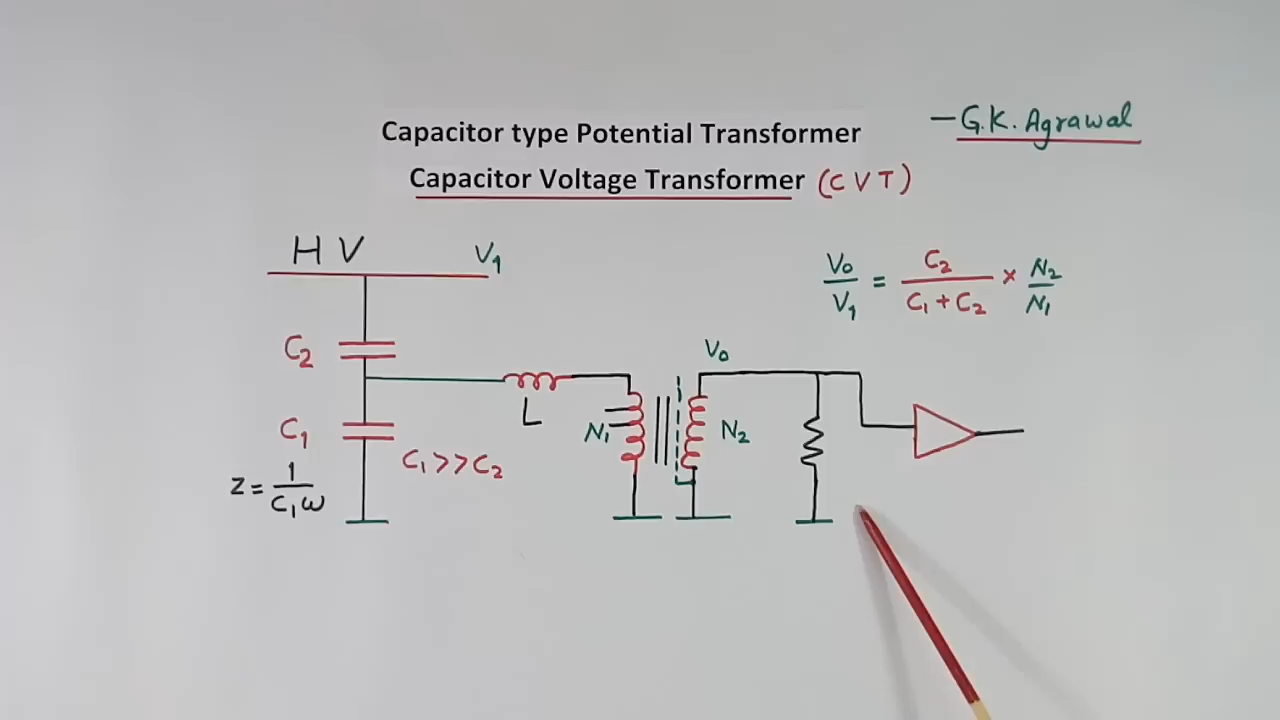 – G.K. Agrawal
Capacitor type Potential Transformer
Capacitor Voltage Transformer (CVT)
HV V₁
V₀/V₁ = C₂/(C₁+C₂) × N₂/N₁
C₂
V₀
L
N₁
N₂
C₁
C₁>>C₂
Z = 1/C₁ω